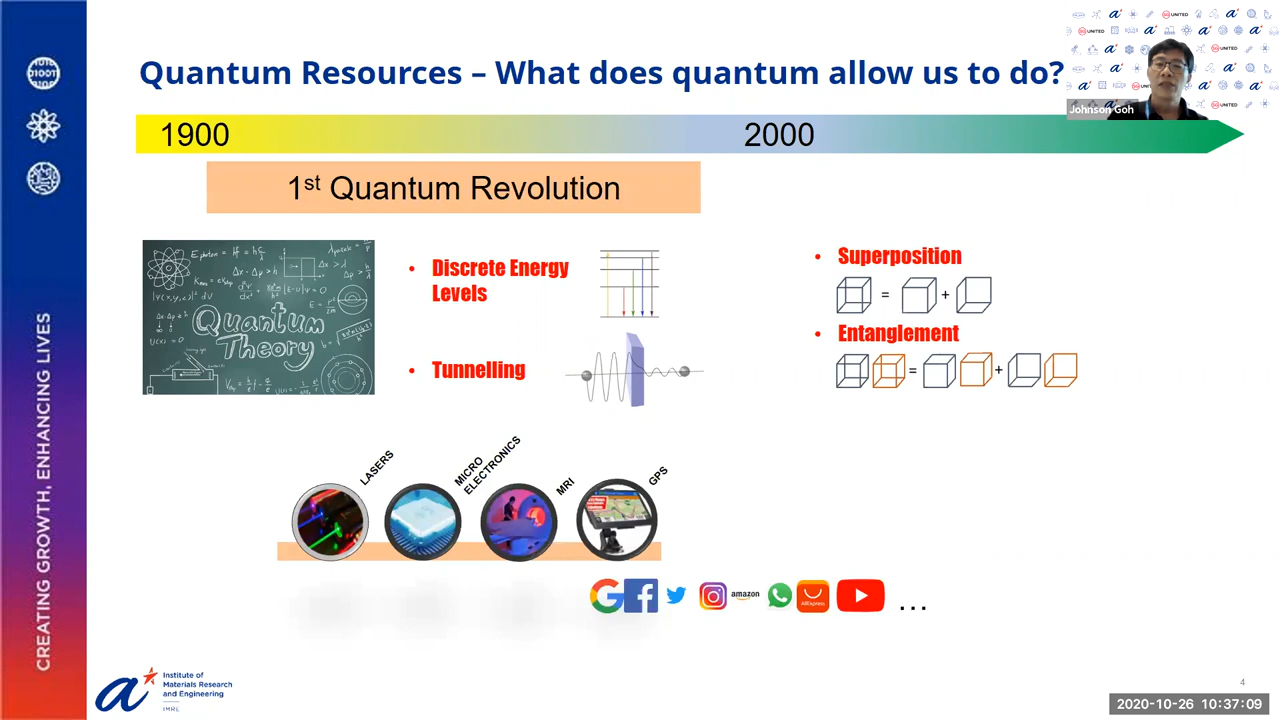 Quantum Resources – What does quantum allow us to do?
Johnson Goh
1900
2000
1st Quantum Revolution
Quantum
Theory
• Discrete Energy
Levels
• Tunnelling
• Superposition
= +
• Entanglement
= +
LASERS
MICRO
ELECTRONICS
MRI
GPS
amazon
AliExpress
...
CREATING GROWTH, ENHANCING LIVES
Institute of
Materials Research
and Engineering
IMRE
4
2020-10-26 10:37:09